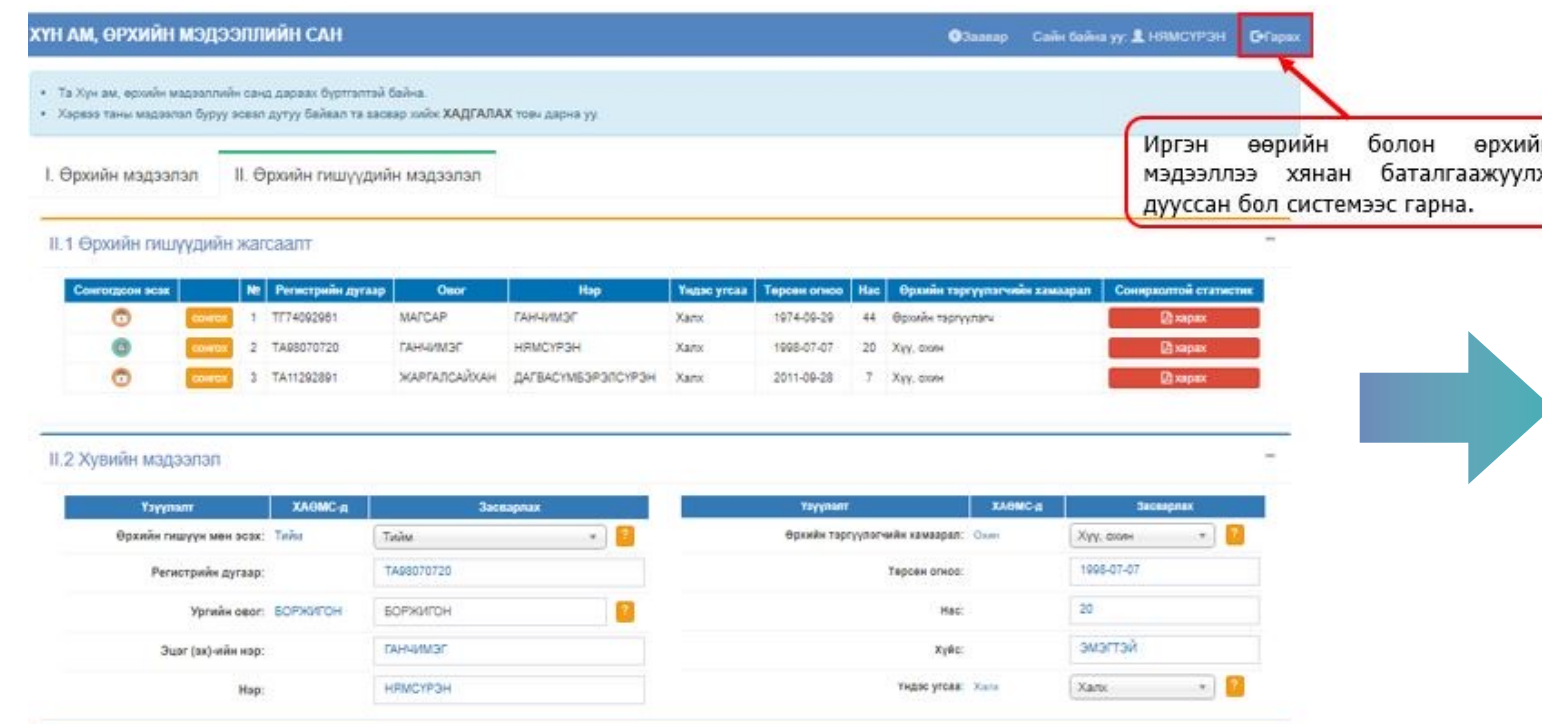 ХҮН АМ, ӨРХИЙН МЭДЭЭЛЛИЙН САН Заавар Сайн байна уу: НЯМСҮРЭН Гарах
Та Хүн ам, өрхийн мэдээллийн санд дараах бүртгэлтэй байна.
Хэрвээ таны мэдээлэл буруу эсвэл дутуу байвал та засвар хийж ХАДГАЛАХ товч дарна уу.
Иргэн өөрийн болон өрхийн
мэдээллээ хянан баталгаажуулж
дууссан бол системээс гарна.
I. Өрхийн мэдээлэл II. Өрхийн гишүүдийн мэдээлэл
II.1 Өрхийн гишүүдийн жагсаалт
Сонгогдсон эсэх № Регистрийн дугаар Овог Нэр Үндэс угсаа Төрсөн огноо Нас Өрхийн тэргүүлэгчийн хамаарал Сонирхолтой статистик
сонгох 1 ТГ74092961 МАГСАР ГАНЧИМЭГ Халх 1974-09-29 44 Өрхийн тэргүүлэгч харах
сонгох 2 ТА98070720 ГАНЧИМЭГ НЯМСҮРЭН Халх 1998-07-07 20 Хүү, охин харах
сонгох 3 ТА11292891 ЖАРГАЛСАЙХАН ДАГВАСҮМБЭРЭЛСҮРЭН Халх 2011-09-28 7 Хүү, охин харах
II.2 Хувийн мэдээлэл
Үзүүлэлт ХАӨМС-д Засварлах Үзүүлэлт ХАӨМС-д Засварлах
Өрхийн гишүүн мөн эсэх: Тийм Тийм ? Өрхийн тэргүүлэгчийн хамаарал: Охин Хүү, охин ?
Регистрийн дугаар: ТА98070720 Төрсөн огноо: 1998-07-07
Ургийн овог: БОРЖИГОН БОРЖИГОН ? Нас: 20
Эцэг (эх)-ийн нэр: ГАНЧИМЭГ Хүйс: ЭМЭГТЭЙ
Нэр: НЯМСҮРЭН Үндэс угсаа: Халх Халх ?